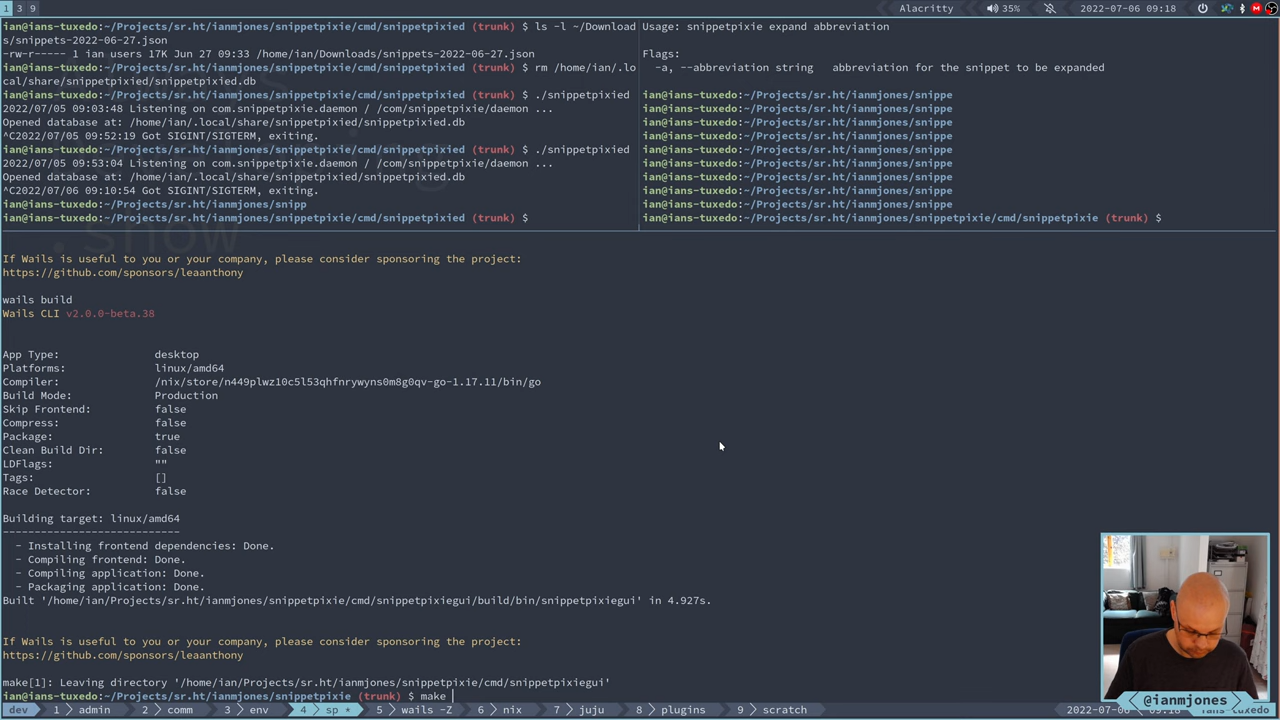 1 3 9 Alacritty 35% 2022-07-06 09:18
ian@ians-tuxedo:~/Projects/sr.ht/ianmjones/snippetpixie/cmd/snippetpixied (trunk) $ ls -l ~/Download
s/snippets-2022-06-27.json
-rw-r----- 1 ian users 17K Jun 27 09:33 /home/ian/Downloads/snippets-2022-06-27.json
ian@ians-tuxedo:~/Projects/sr.ht/ianmjones/snippetpixie/cmd/snippetpixied (trunk) $ rm /home/ian/.lo
cal/share/snippetpixied/snippetpixied.db
ian@ians-tuxedo:~/Projects/sr.ht/ianmjones/snippetpixie/cmd/snippetpixied (trunk) $ ./snippetpixied
2022/07/05 09:03:48 Listening on com.snippetpixie.daemon / /com/snippetpixie/daemon ...
Opened database at: /home/ian/.local/share/snippetpixied/snippetpixied.db
^C2022/07/05 09:52:19 Got SIGINT/SIGTERM, exiting.
ian@ians-tuxedo:~/Projects/sr.ht/ianmjones/snippetpixie/cmd/snippetpixied (trunk) $ ./snippetpixied
2022/07/05 09:53:04 Listening on com.snippetpixie.daemon / /com/snippetpixie/daemon ...
Opened database at: /home/ian/.local/share/snippetpixied/snippetpixied.db
^C2022/07/06 09:10:54 Got SIGINT/SIGTERM, exiting.
ian@ians-tuxedo:~/Projects/sr.ht/ianmjones/snipp
ian@ians-tuxedo:~/Projects/sr.ht/ianmjones/snippetpixie/cmd/snippetpixied (trunk) $
Usage: snippetpixie expand abbreviation
Flags:
-a, --abbreviation string abbreviation for the snippet to be expanded
ian@ians-tuxedo:~/Projects/sr.ht/ianmjones/snippe
ian@ians-tuxedo:~/Projects/sr.ht/ianmjones/snippe
ian@ians-tuxedo:~/Projects/sr.ht/ianmjones/snippe
ian@ians-tuxedo:~/Projects/sr.ht/ianmjones/snippe
ian@ians-tuxedo:~/Projects/sr.ht/ianmjones/snippe
ian@ians-tuxedo:~/Projects/sr.ht/ianmjones/snippe
ian@ians-tuxedo:~/Projects/sr.ht/ianmjones/snippe
ian@ians-tuxedo:~/Projects/sr.ht/ianmjones/snippe
ian@ians-tuxedo:~/Projects/sr.ht/ianmjones/snippetpixie/cmd/snippetpixie (trunk) $
If Wails is useful to you or your company, please consider sponsoring the project:
https://github.com/sponsors/leaanthony
wails build
Wails CLI v2.0.0-beta.38
App Type: desktop
Platforms: linux/amd64
Compiler: /nix/store/n449plwz10c5l53qhfnrywyns0m8g0qv-go-1.17.11/bin/go
Build Mode: Production
Skip Frontend: false
Compress: false
Package: true
Clean Build Dir: false
LDFlags: ""
Tags: []
Race Detector: false
Building target: linux/amd64
----------------------------
- Installing frontend dependencies: Done.
- Compiling frontend: Done.
- Compiling application: Done.
- Packaging application: Done.
Built '/home/ian/Projects/sr.ht/ianmjones/snippetpixie/cmd/snippetpixiegui/build/bin/snippetpixiegui' in 4.927s.
If Wails is useful to you or your company, please consider sponsoring the project:
https://github.com/sponsors/leaanthony
make[1]: Leaving directory '/home/ian/Projects/sr.ht/ianmjones/snippetpixie/cmd/snippetpixiegui'
ian@ians-tuxedo:~/Projects/sr.ht/ianmjones/snippetpixie (trunk) $ make
@ianmjones
dev 1 admin 2 comm 3 env 4 sp * 5 wails -Z 6 nix 7 juju 8 plugins 9 scratch